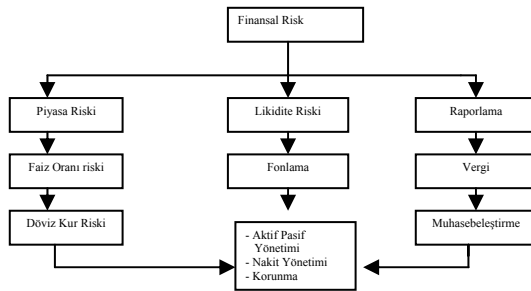 Finansal Risk
Piyasa Riski
Likidite Riski
Raporlama
Faiz Oranı riski
Fonlama
Vergi
Döviz Kur Riski
- Aktif Pasif
Yönetimi
- Nakit Yönetimi
- Korunma
Muhasebeleştirme